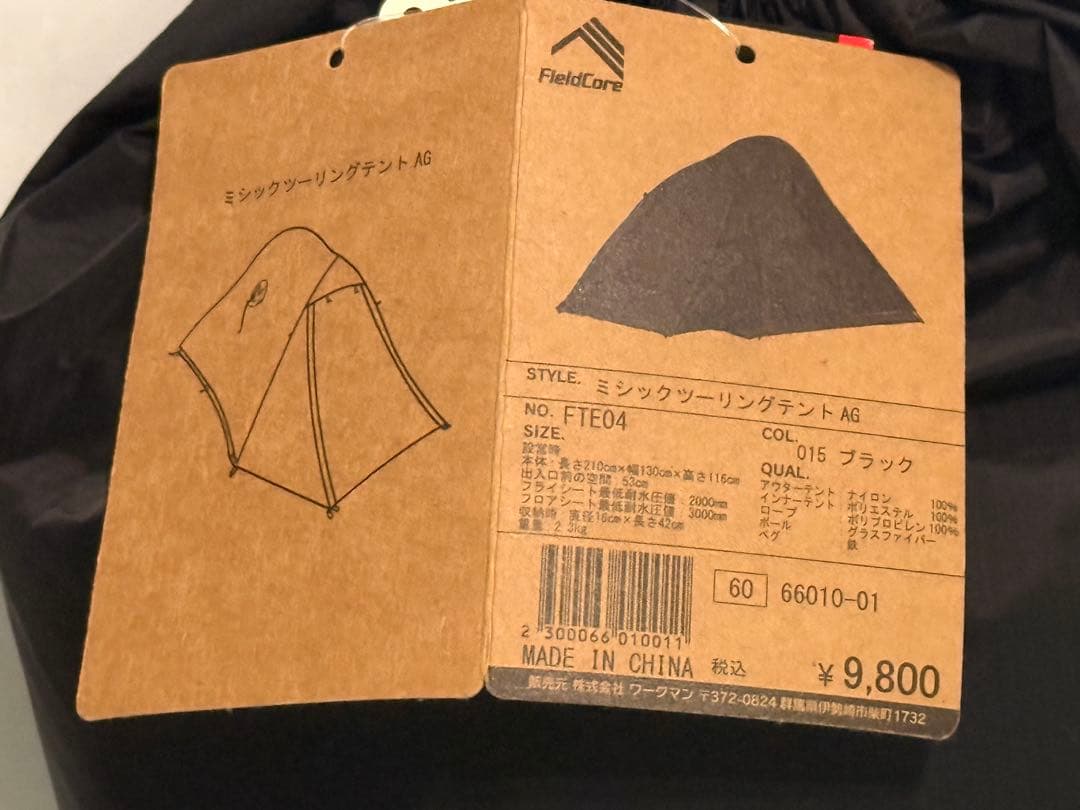 ミシックツーリングテント AG
FieldCore
STYLE. ミシックツーリングテント AG
NO. FTE04
SIZE.
設営時
本体：長さ210cm×幅130cm×高さ116cm
出入口前の空間：53cm
フライシート最低耐水圧値：2000mm
フロアシート最低耐水圧値：3000mm
収納時：直径16cm×長さ42cm
重量：2.3kg
COL.
015 ブラック
QUAL.
アウターテント ナイロン 100%
インナーテント ポリエステル 100%
ロープ ポリプロピレン 100%
ポール グラスファイバー
ペグ 鉄
60 66010-01
2 300066 010011
MADE IN CHINA 税込 ¥9,800
販売元 株式会社 ワークマン 〒372-0824 群馬県伊勢崎市柴町1732